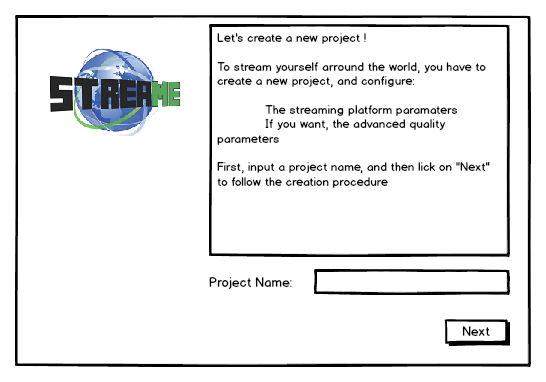 STREAME
Let's create a new project !
To stream yourself arround the world, you have to
create a new project, and configure:
The streaming platform paramaters
If you want, the advanced quality
parameters
First, input a project name, and then lick on "Next"
to follow the creation procedure
Project Name:
Next